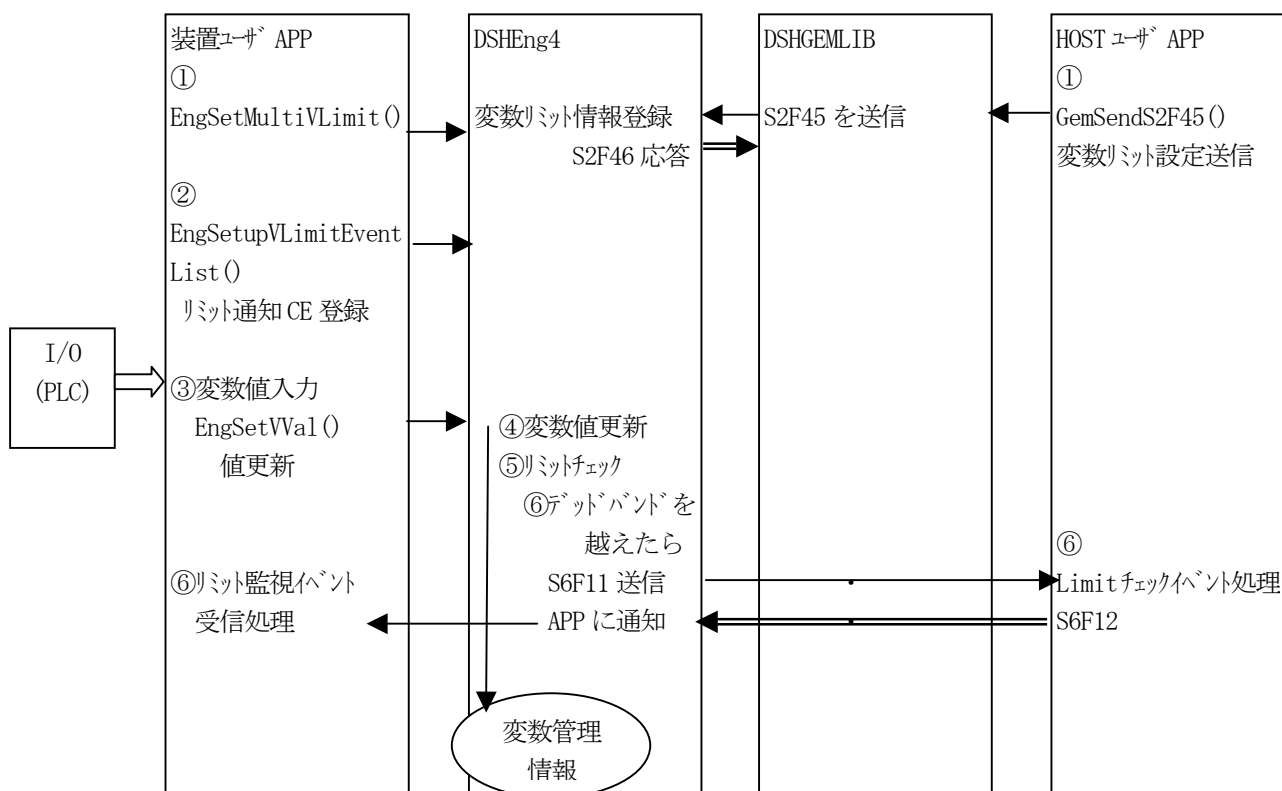 装置ユーザ APP
①
EngSetMultiVLimit()
②
EngSetupVLimitEvent
List()
リミット通知 CE 登録
I/O
(PLC)
③変数値入力
EngSetVVal()
値更新
⑥リミット監視イベント
受信処理
DSHEng4
変数リミット情報登録
S2F46 応答
④変数値更新
⑤リミットチェック
⑥デッドバンドを
越えたら
S6F11 送信
APP に通知
変数管理
情報
DSHGEMLIB
S2F45 を送信
HOST ユーザ APP
①
GemSendS2F45()
変数リミット設定送信
⑥
Limit チェックイベント処理
S6F12